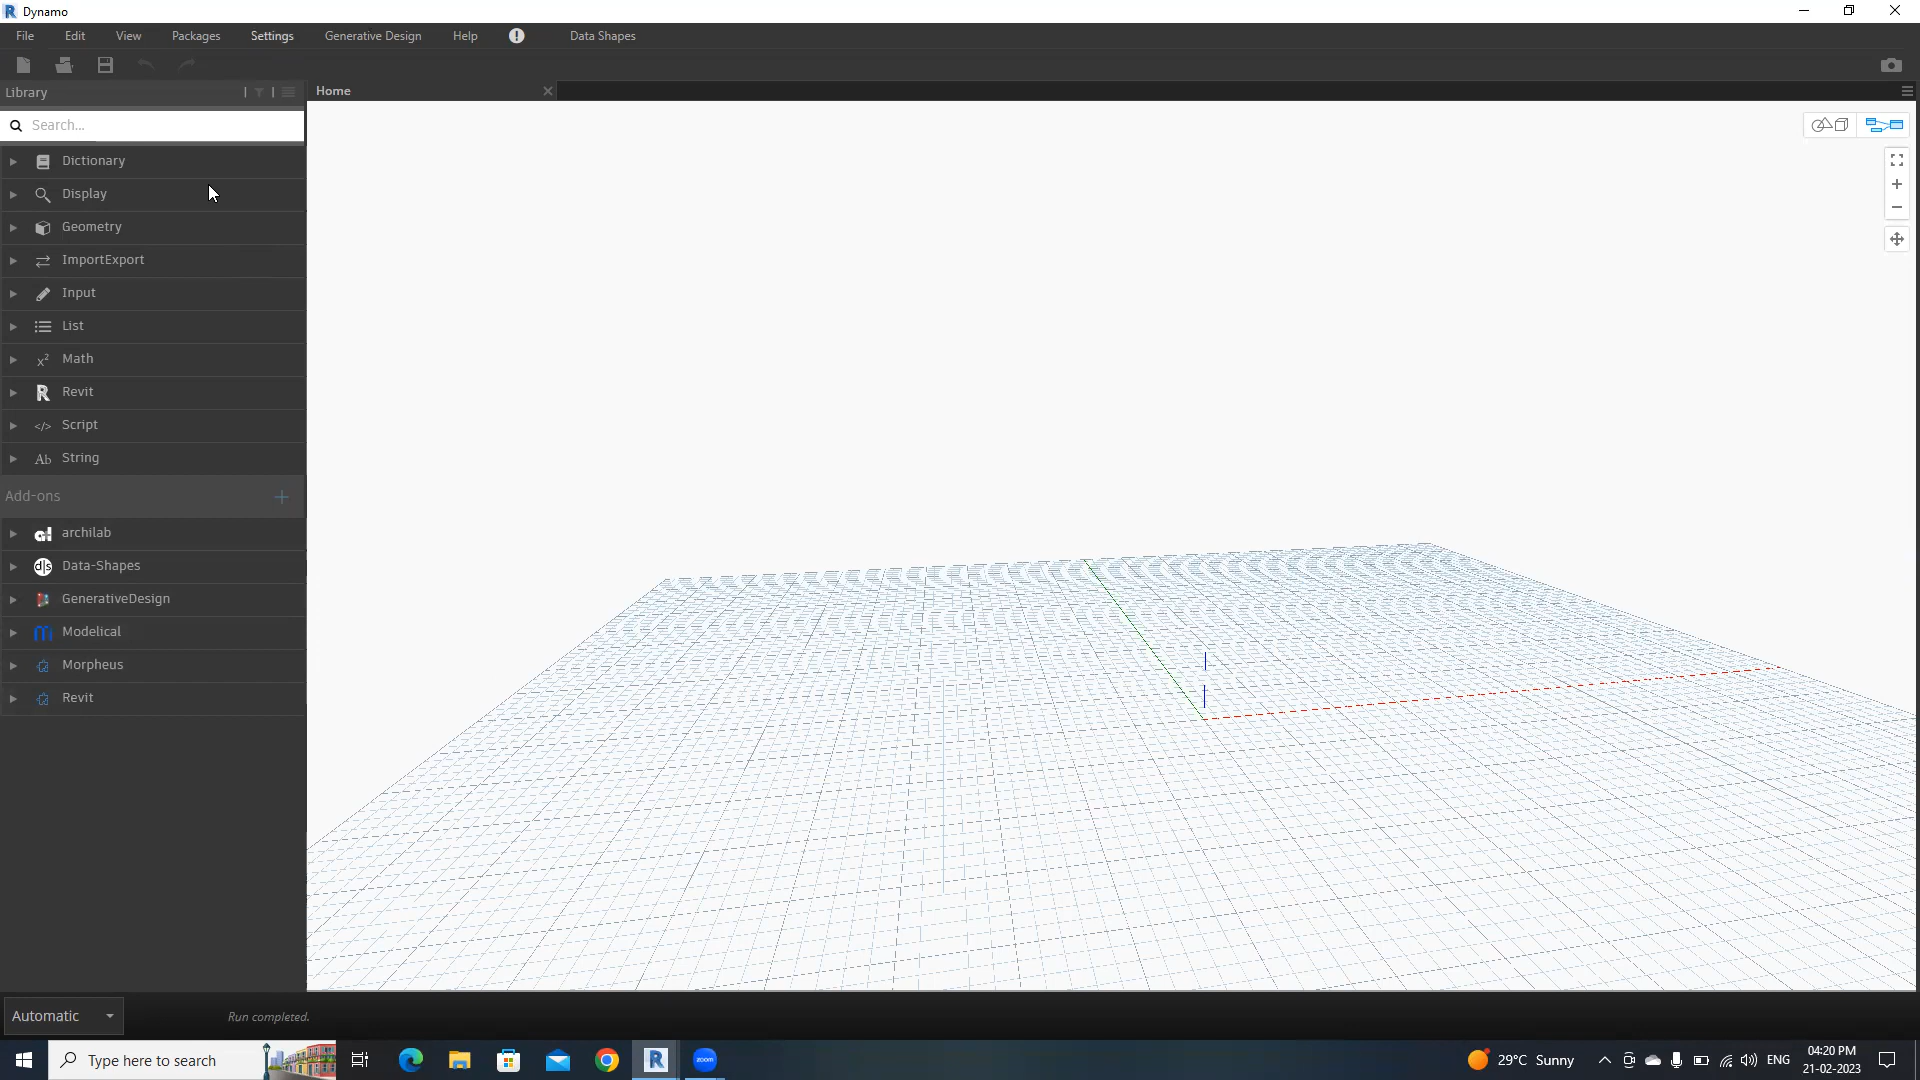 Dynamo
File Edit View Packages Settings Generative Design Help Data Shapes
Library
Home
Search...
Dictionary
Display
Geometry
ImportExport
Input
List
Math
Revit
Script
String
Add-ons
archilab
Data-Shapes
GenerativeDesign
Modelical
Morpheus
Revit
Automatic
Run completed.
Type here to search
zoom
29°C Sunny
ENG
04:20 PM
21-02-2023